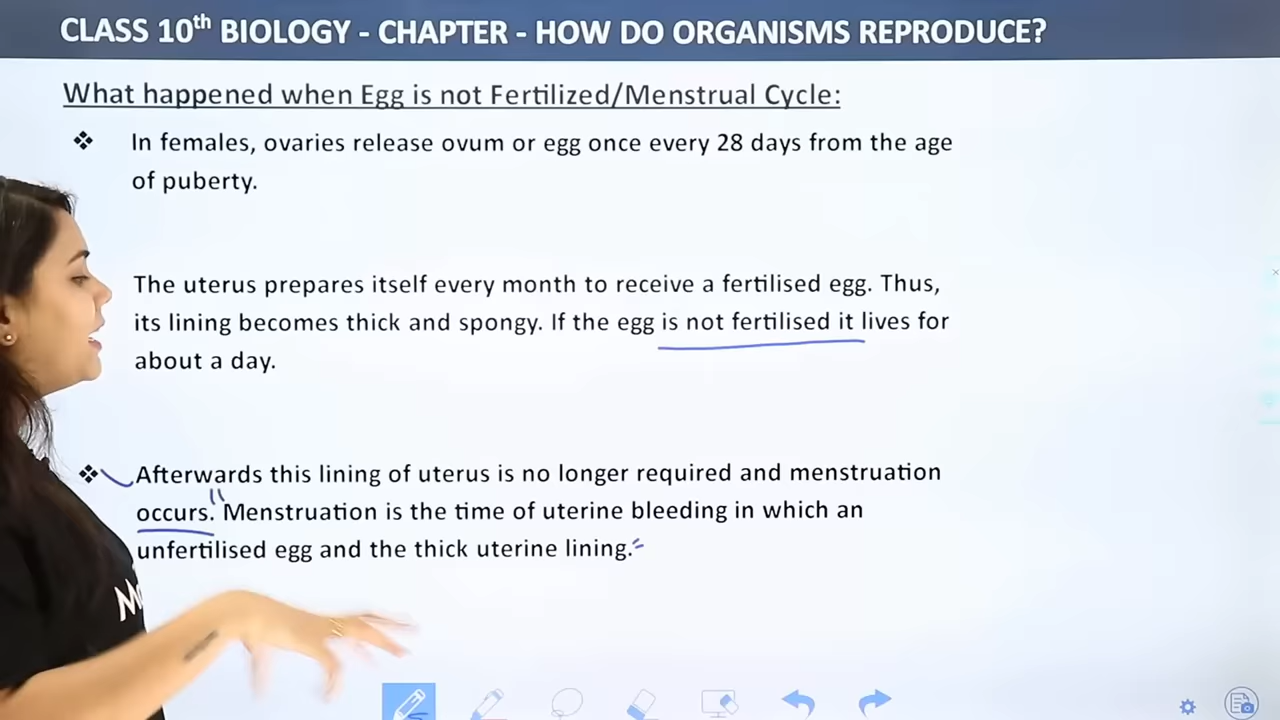 CLASS 10th BIOLOGY - CHAPTER - HOW DO ORGANISMS REPRODUCE?
What happened when Egg is not Fertilized/Menstrual Cycle:
❖ In females, ovaries release ovum or egg once every 28 days from the age
of puberty.
The uterus prepares itself every month to receive a fertilised egg. Thus,
its lining becomes thick and spongy. If the egg is not fertilised it lives for
about a day.
❖ Afterwards this lining of uterus is no longer required and menstruation
occurs. Menstruation is the time of uterine bleeding in which an
unfertilised egg and the thick uterine lining.